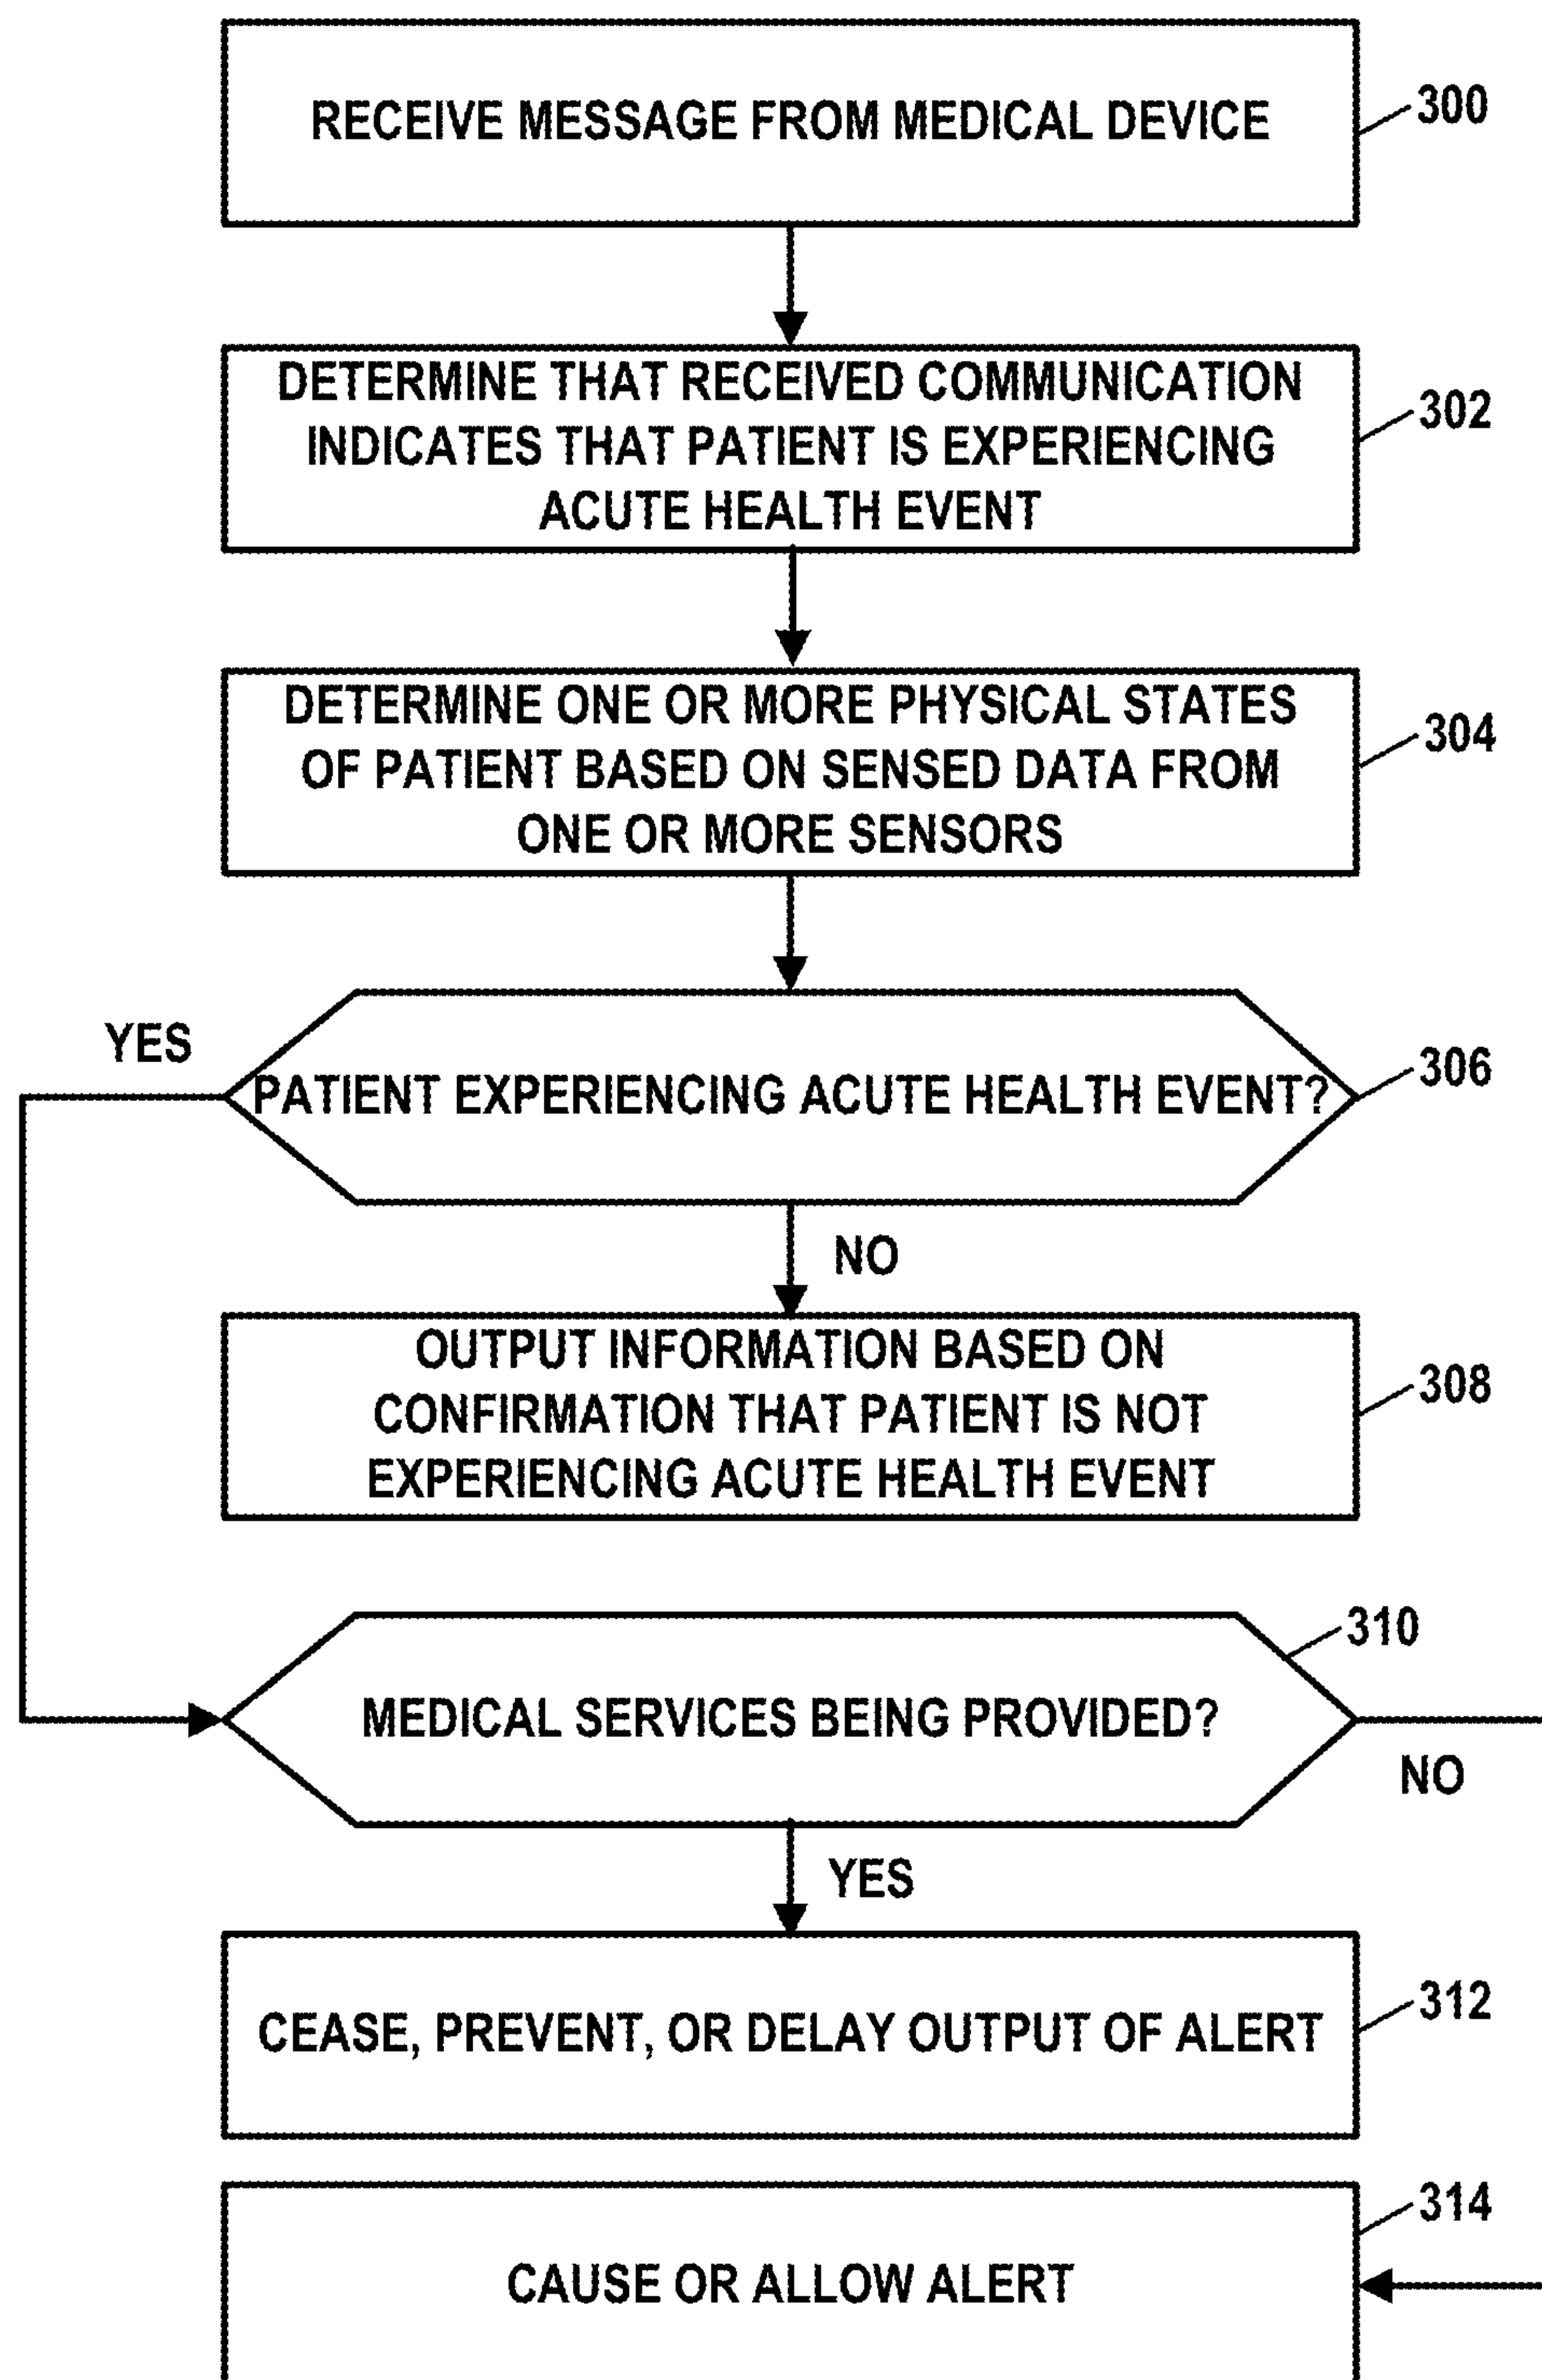 RECEIVE MESSAGE FROM MEDICAL DEVICE
300
DETERMINE THAT RECEIVED COMMUNICATION
INDICATES THAT PATIENT IS EXPERIENCING
ACUTE HEALTH EVENT
302
DETERMINE ONE OR MORE PHYSICAL STATES
OF PATIENT BASED ON SENSED DATA FROM
ONE OR MORE SENSORS
304
YES
PATIENT EXPERIENCING ACUTE HEALTH EVENT?
306
NO
OUTPUT INFORMATION BASED ON
CONFIRMATION THAT PATIENT IS NOT
EXPERIENCING ACUTE HEALTH EVENT
308
310
MEDICAL SERVICES BEING PROVIDED?
NO
YES
CEASE, PREVENT, OR DELAY OUTPUT OF ALERT
312
314
CAUSE OR ALLOW ALERT